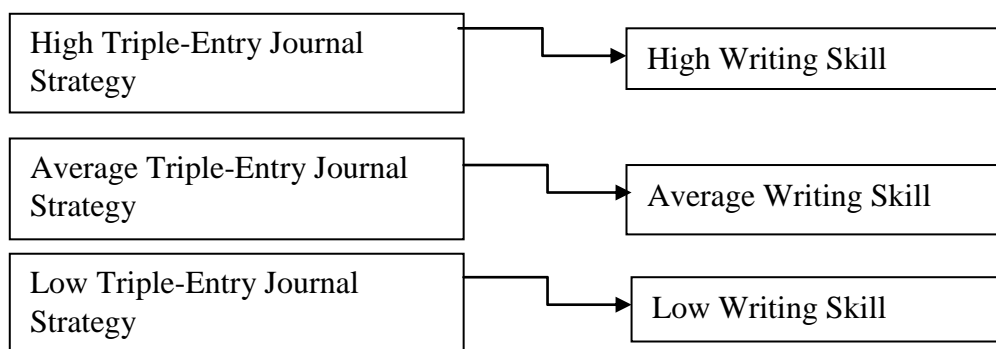 High Triple-Entry Journal
Strategy
High Writing Skill
Average Triple-Entry Journal
Strategy
Average Writing Skill
Low Triple-Entry Journal
Strategy
Low Writing Skill